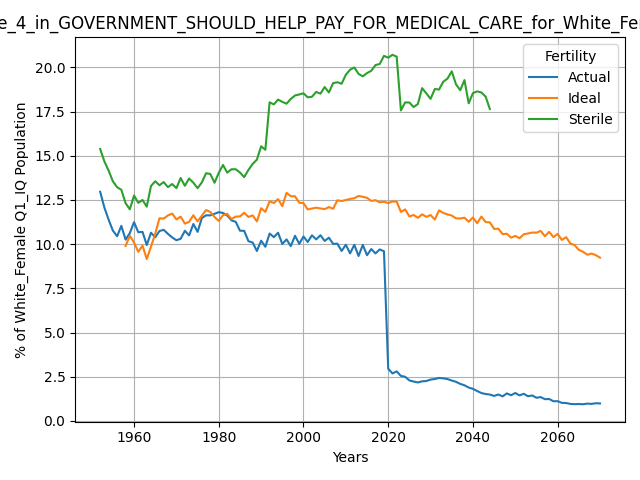 e_4_in_GOVERNMENT_SHOULD_HELP_PAY_FOR_MEDICAL_CARE_for_White_Fe
% of White_Female Q1_IQ Population
20.0
17.5
15.0
12.5
10.0
7.5
5.0
2.5
0.0
Fertility
Actual
Ideal
Sterile
1960
1980
2000
2020
2040
2060
Years